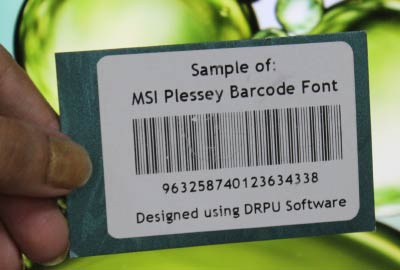 Sample of:
MSI Plessey Barcode Font
963258740123634338
Designed using DRPU Software